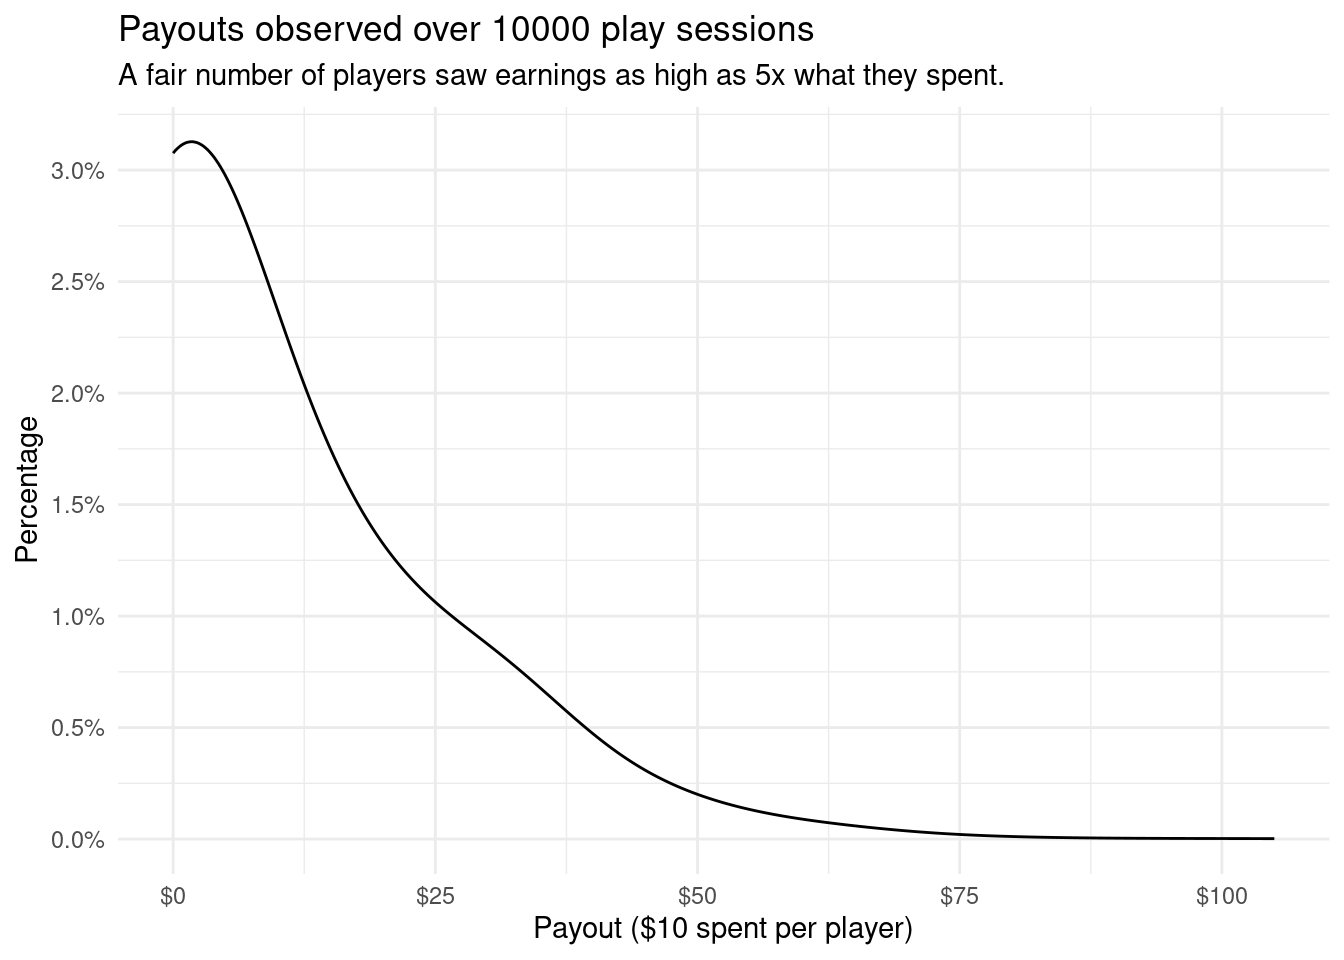 Payouts observed over 10000 play sessions
A fair number of players saw earnings as high as 5x what they spent.
3.0%
2.5%
2.0%
1.5%
1.0%
0.5%
0.0%
Percentage
$0 $25 $50 $75 $100
Payout ($10 spent per player)